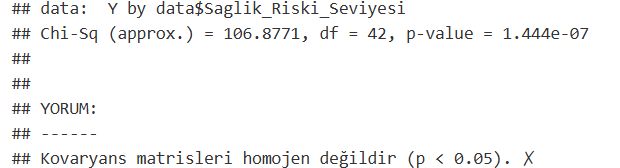 ## data:  Y by data$Saglik_Riski_Seviyesi
## Chi-Sq (approx.) = 106.8771, df = 42, p-value = 1.444e-07
##
##
## YORUM:
## ------
## Kovaryans matrisleri homojen değildir (p < 0.05). ✗